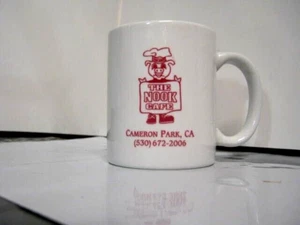 THE
NOOK
CAFE
CAMERON PARK, CA
(530) 672-2006